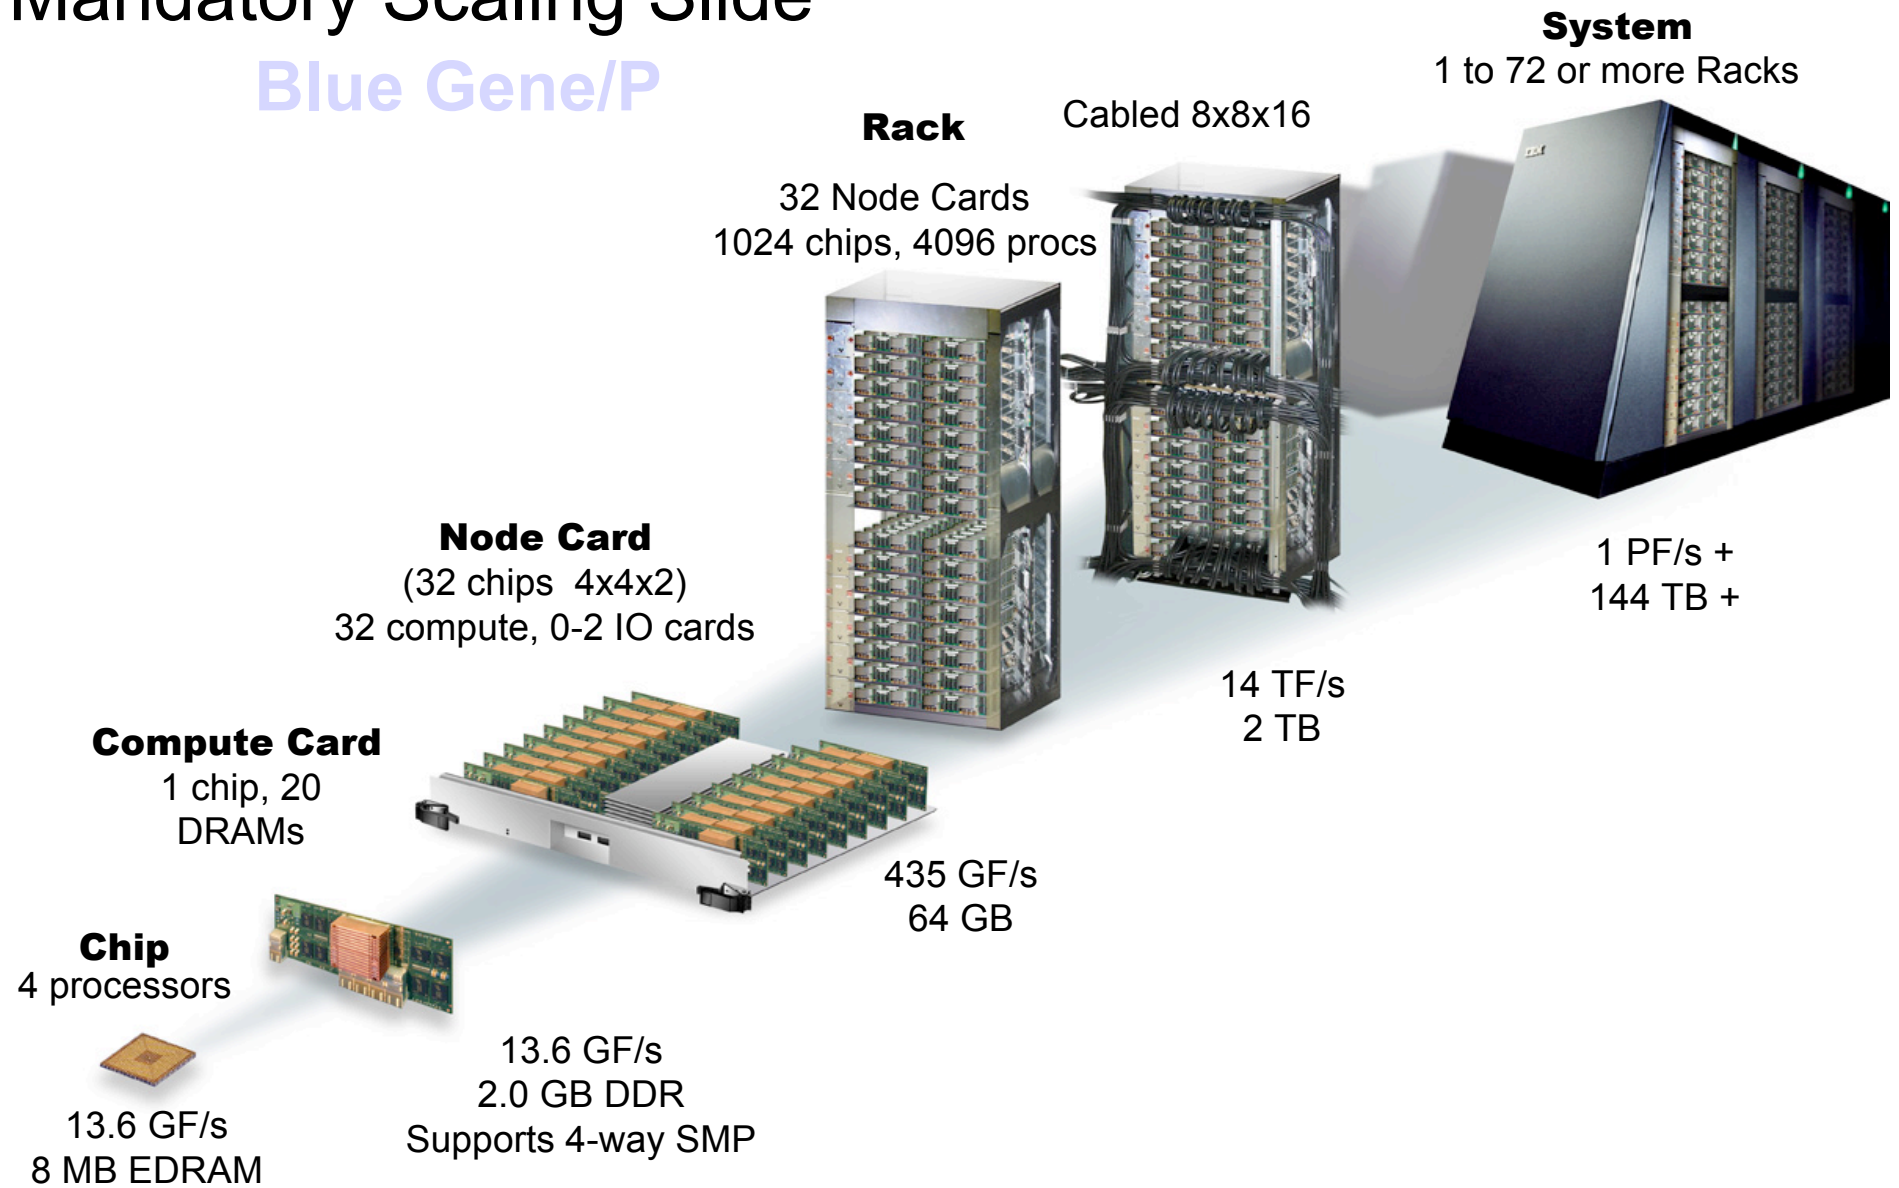 Mandatory Scaling Slide
Blue Gene/P
System
1 to 72 or more Racks
Cabled 8x8x16
Rack
32 Node Cards
1024 chips, 4096 procs
IBM
1 PF/s +
144 TB +
14 TF/s
2 TB
Node Card
(32 chips 4x4x2)
32 compute, 0-2 IO cards
435 GF/s
64 GB
Compute Card
1 chip, 20
DRAMs
13.6 GF/s
2.0 GB DDR
Supports 4-way SMP
Chip
4 processors
13.6 GF/s
8 MB EDRAM